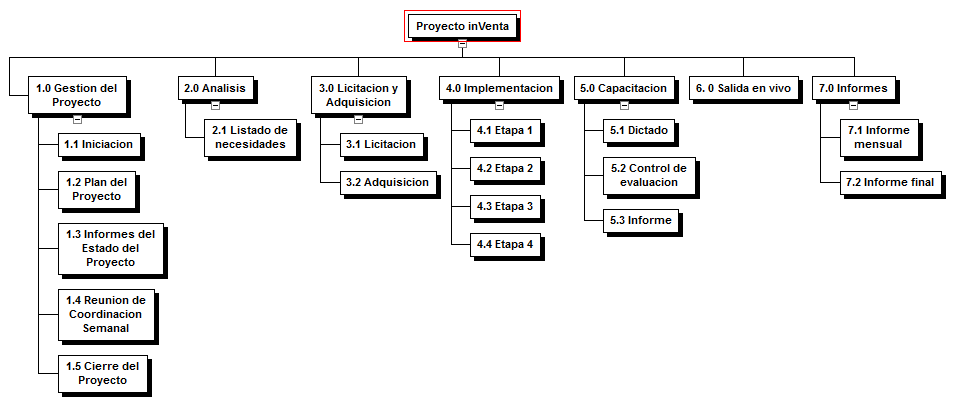 Proyecto inVenta
1.0 Gestion del
Proyecto
1.1 Iniciacion
1.2 Plan del
Proyecto
1.3 Informes del
Estado del
Proyecto
1.4 Reunion de
Coordinacion
Semanal
1.5 Cierre del
Proyecto
2.0 Analisis
2.1 Listado de
necesidades
3.0 Licitacion y
Adquisicion
3.1 Licitacion
3.2 Adquisicion
4.0 Implementacion
4.1 Etapa 1
4.2 Etapa 2
4.3 Etapa 3
4.4 Etapa 4
5.0 Capacitacion
5.1 Dictado
5.2 Control de
evaluacion
5.3 Informe
6. 0 Salida en vivo
7.0 Informes
7.1 Informe
mensual
7.2 Informe final